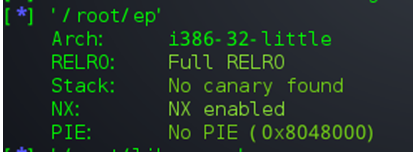 [*] '/root/ep'
Arch: i386-32-little
RELRO: Full RELRO
Stack: No canary found
NX: NX enabled
PIE: No PIE (0x8048000)